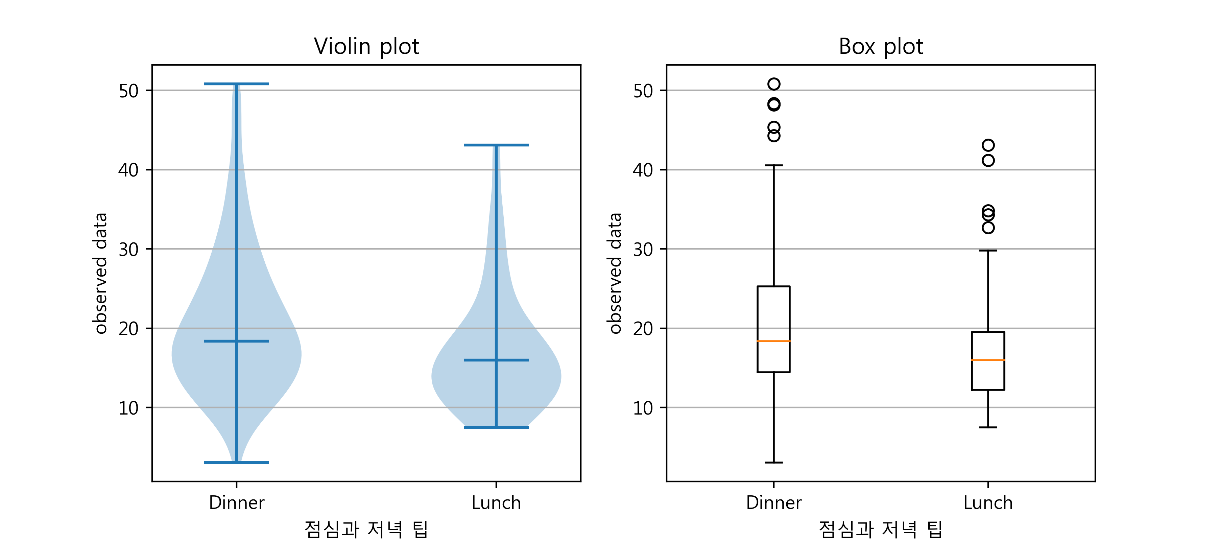 Violin plot
50
40
30
20
10
observed data
Dinner
Lunch
점심과 저녁 팁
Box plot
50
40
30
20
10
observed data
Dinner
Lunch
점심과 저녁 팁